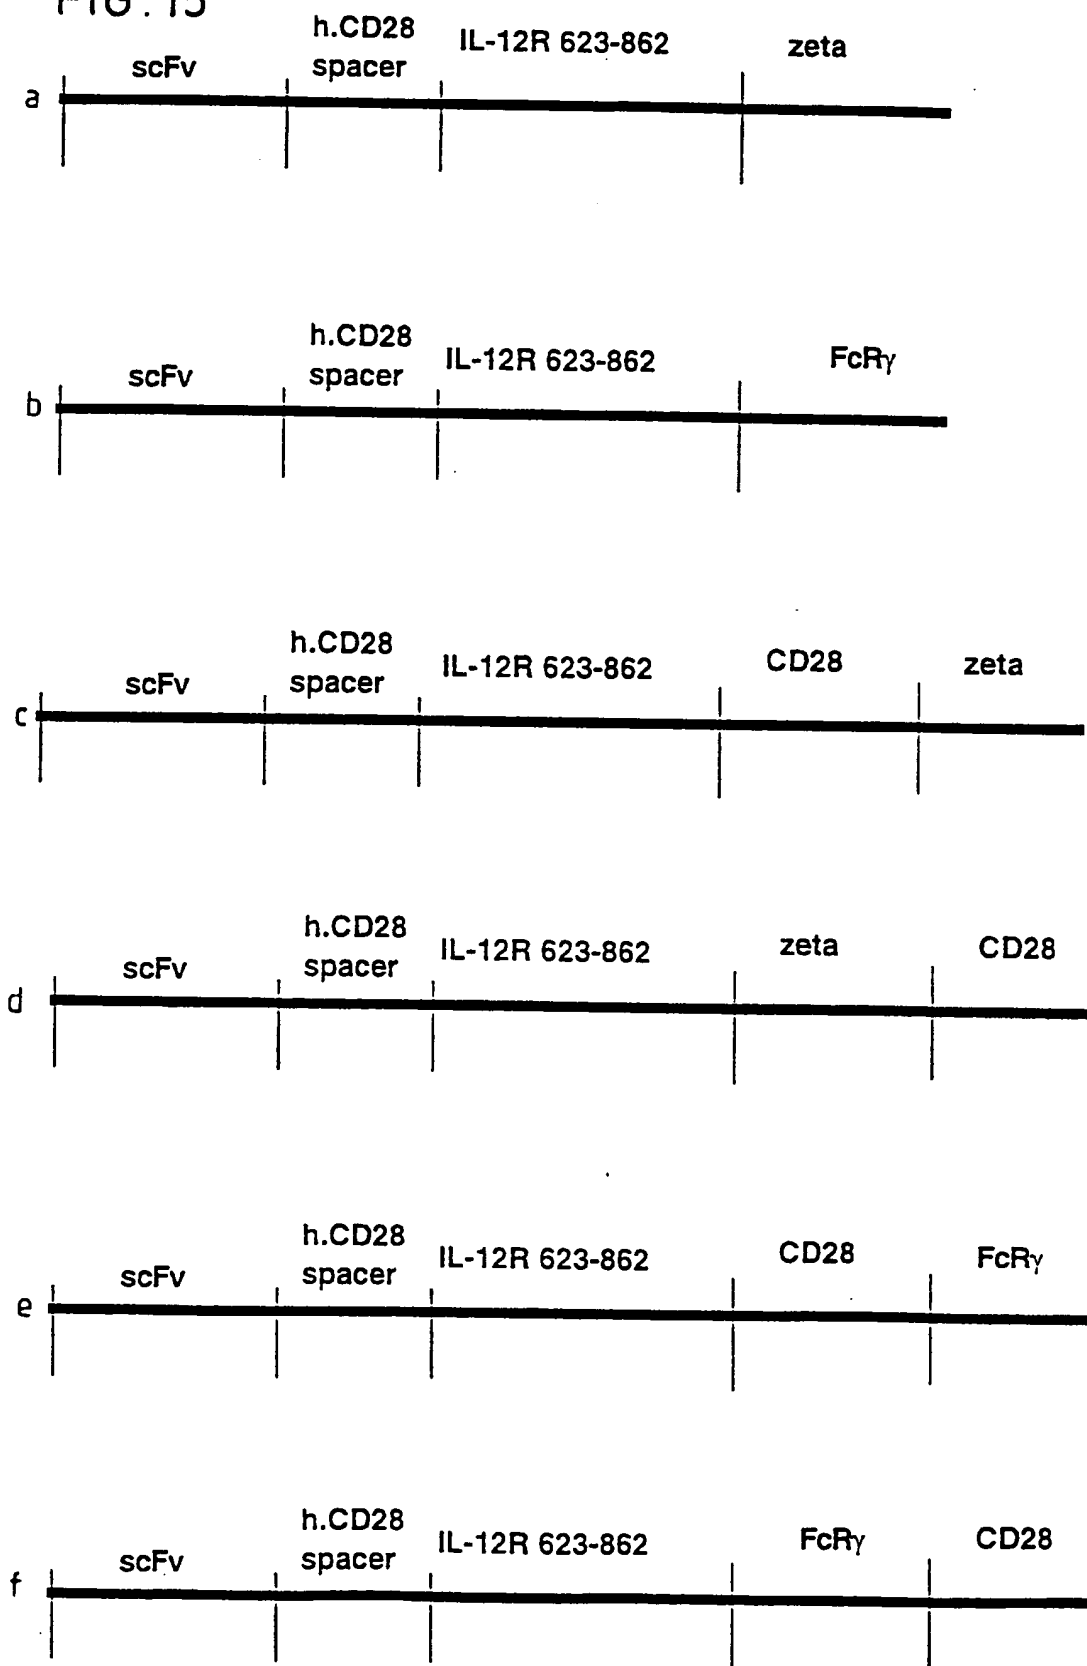 FIG. 15
h.CD28
scFv spacer IL-12R 623-862 zeta
a
h.CD28
scFv spacer IL-12R 623-862 FcRγ
b
h.CD28
scFv spacer IL-12R 623-862 CD28 zeta
c
h.CD28
scFv spacer IL-12R 623-862 zeta CD28
d
h.CD28
scFv spacer IL-12R 623-862 CD28 FcRγ
e
h.CD28
scFv spacer IL-12R 623-862 FcRγ CD28
f